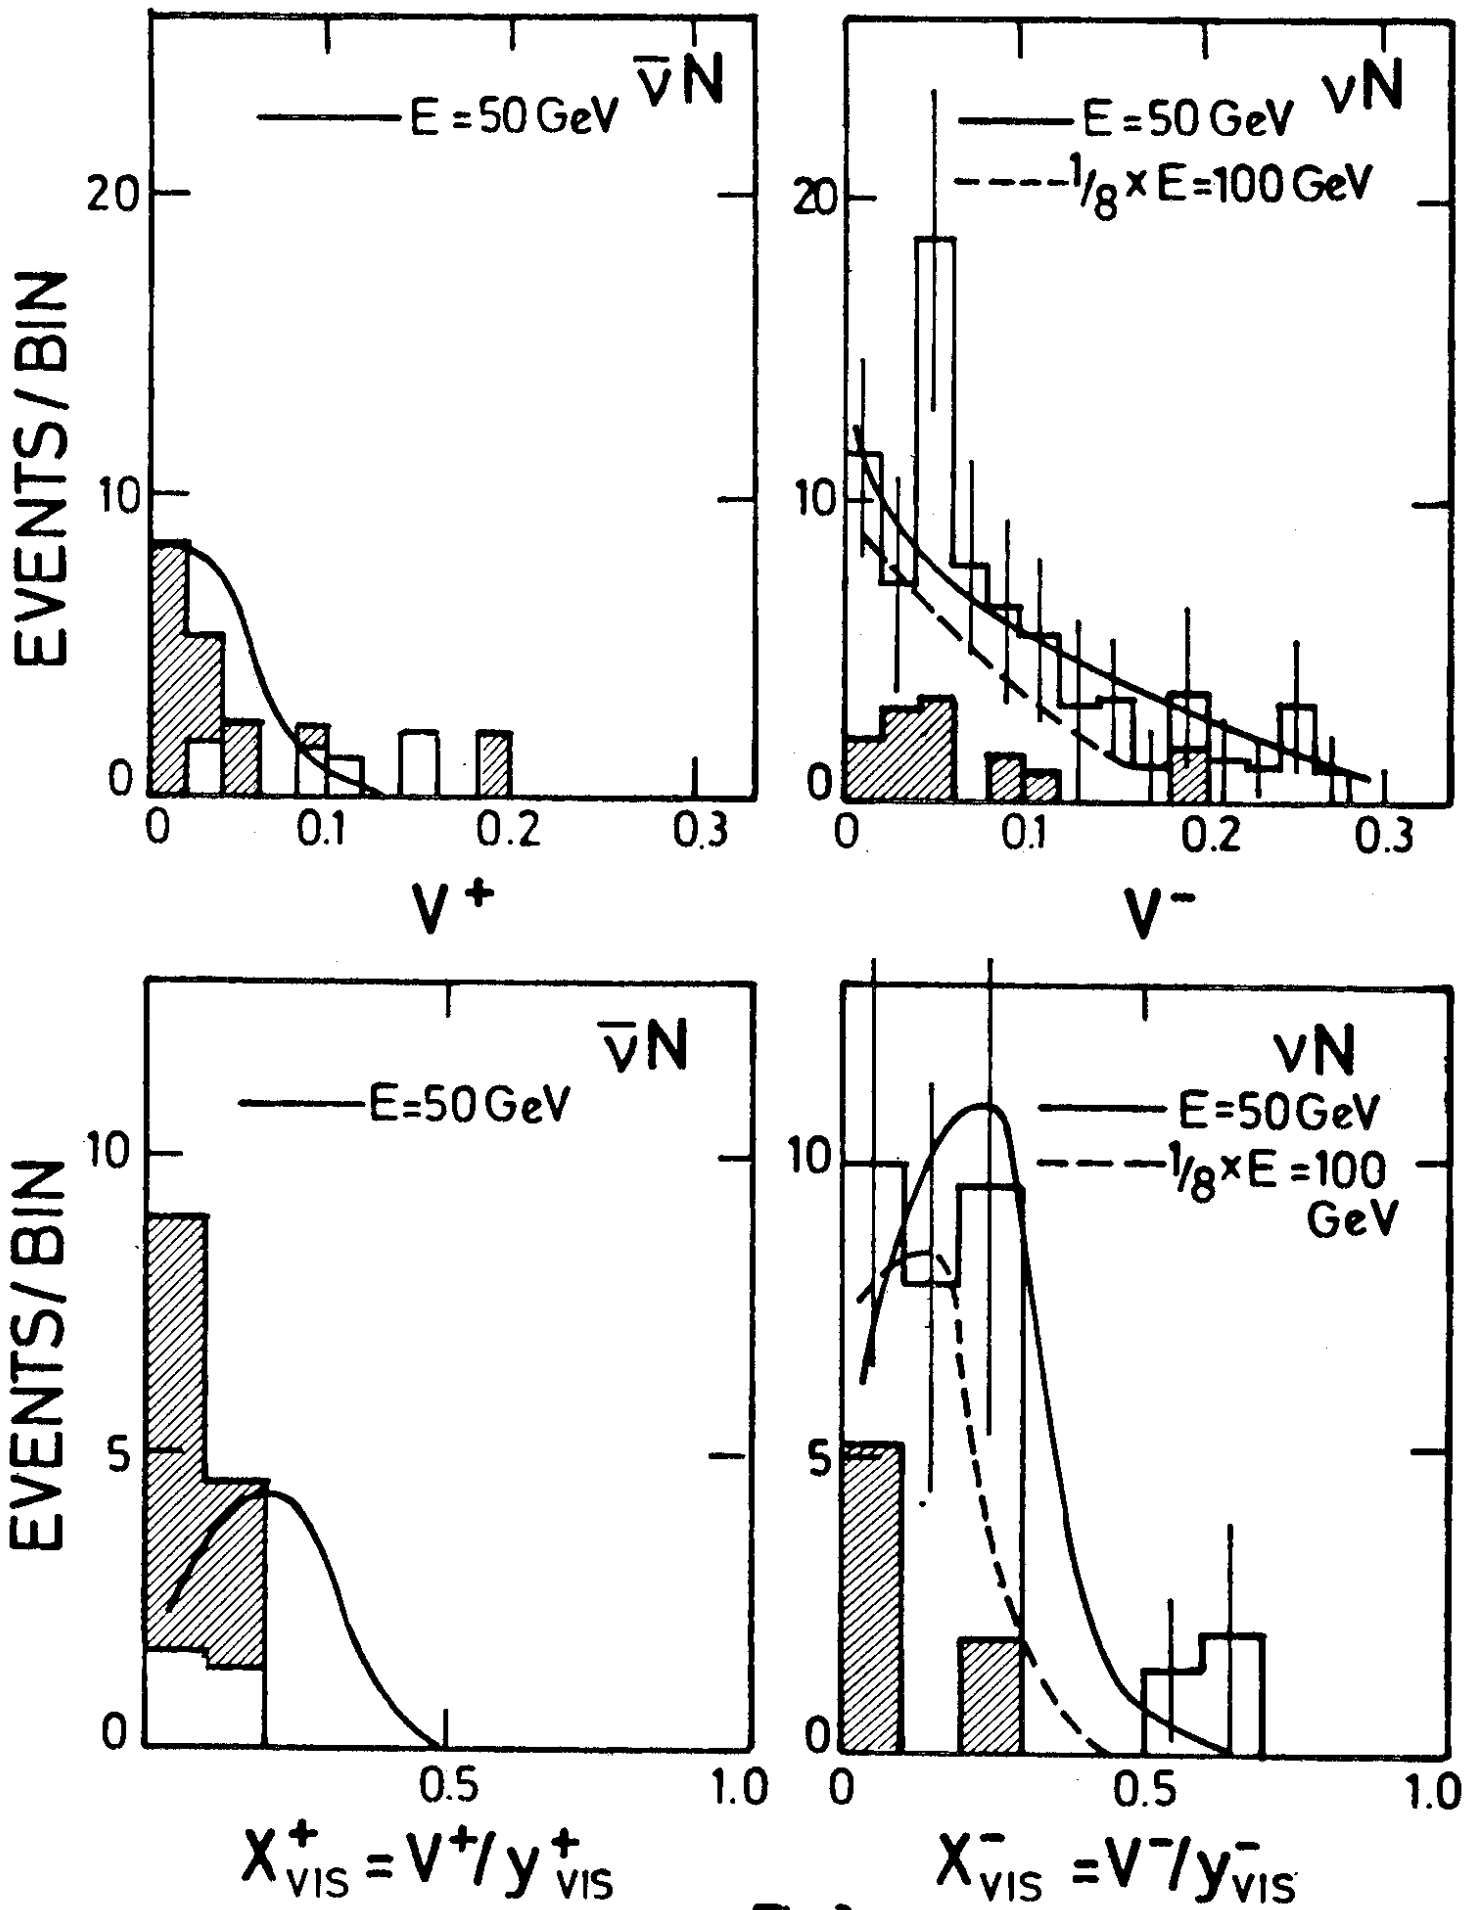 ν̅N
E = 50 GeV
20
10
0
0 0.1 0.2 0.3
V⁺
EVENTS/BIN
νN
E = 50 GeV
1/8 × E = 100 GeV
20
10
0
0 0.1 0.2 0.3
V⁻
ν̅N
E = 50 GeV
10
5
0
0.5 1.0
X⁺VIS = V⁺/y⁺VIS
EVENTS/BIN
νN
E = 50 GeV
1/8 × E = 100
GeV
10
5
0
0 0.5 1.0
X⁻VIS = V⁻/y⁻VIS